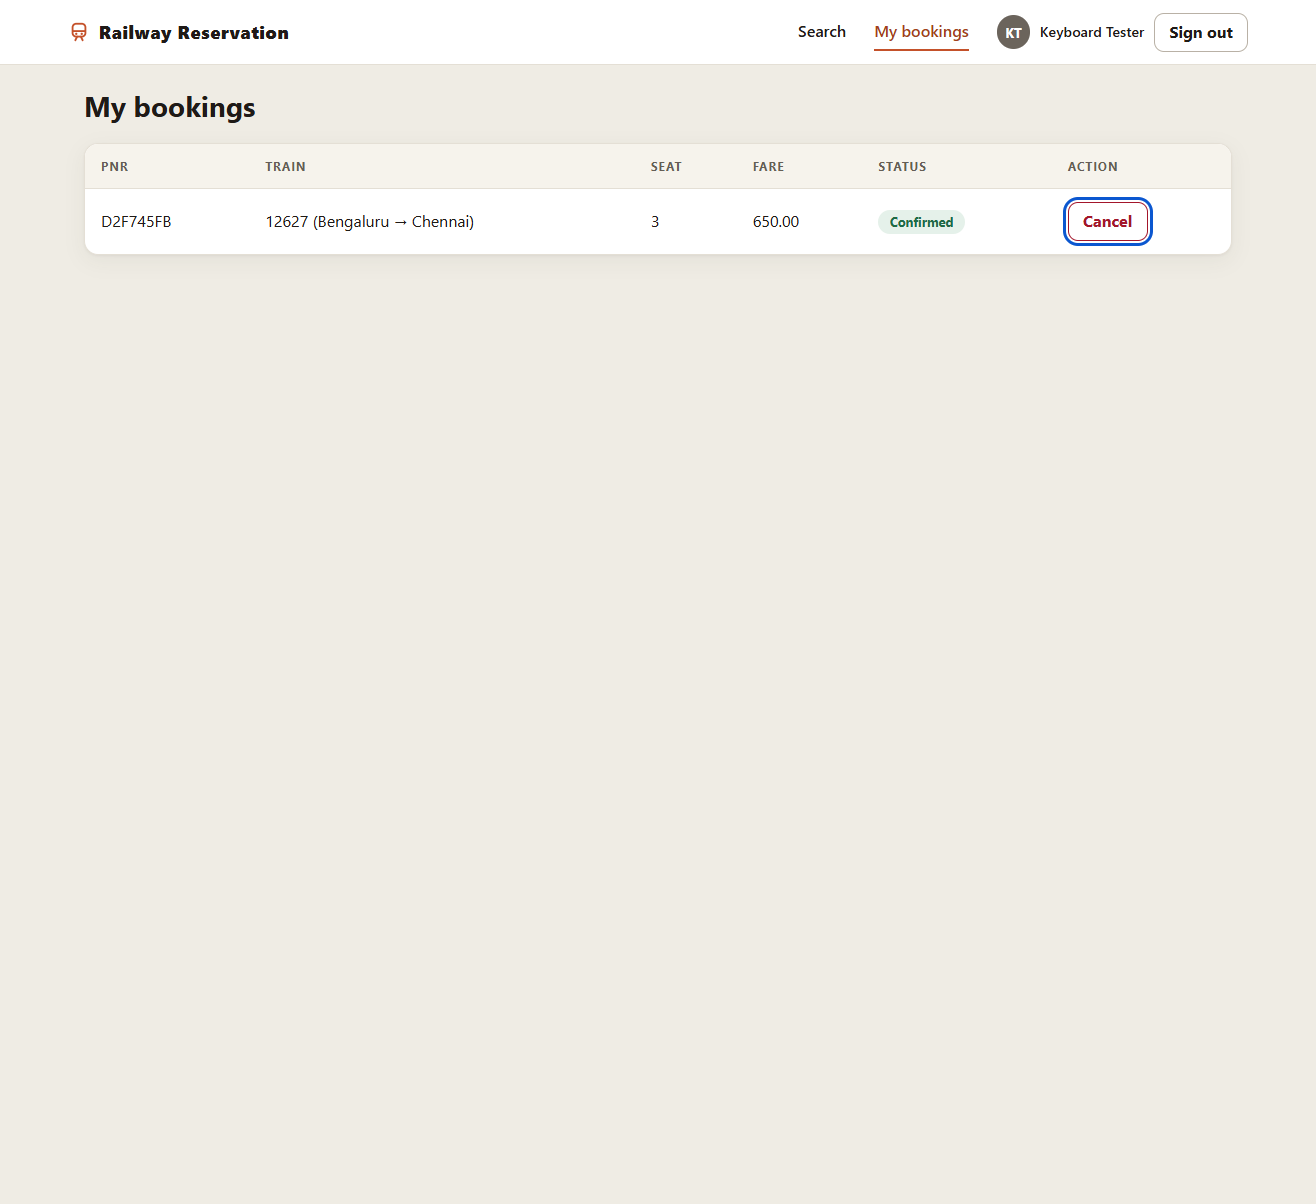 Railway Reservation
Search
My bookings
KT
Keyboard Tester
Sign out
My bookings
PNR TRAIN SEAT FARE STATUS ACTION
D2F745FB 12627 (Bengaluru → Chennai) 3 650.00 Confirmed Cancel